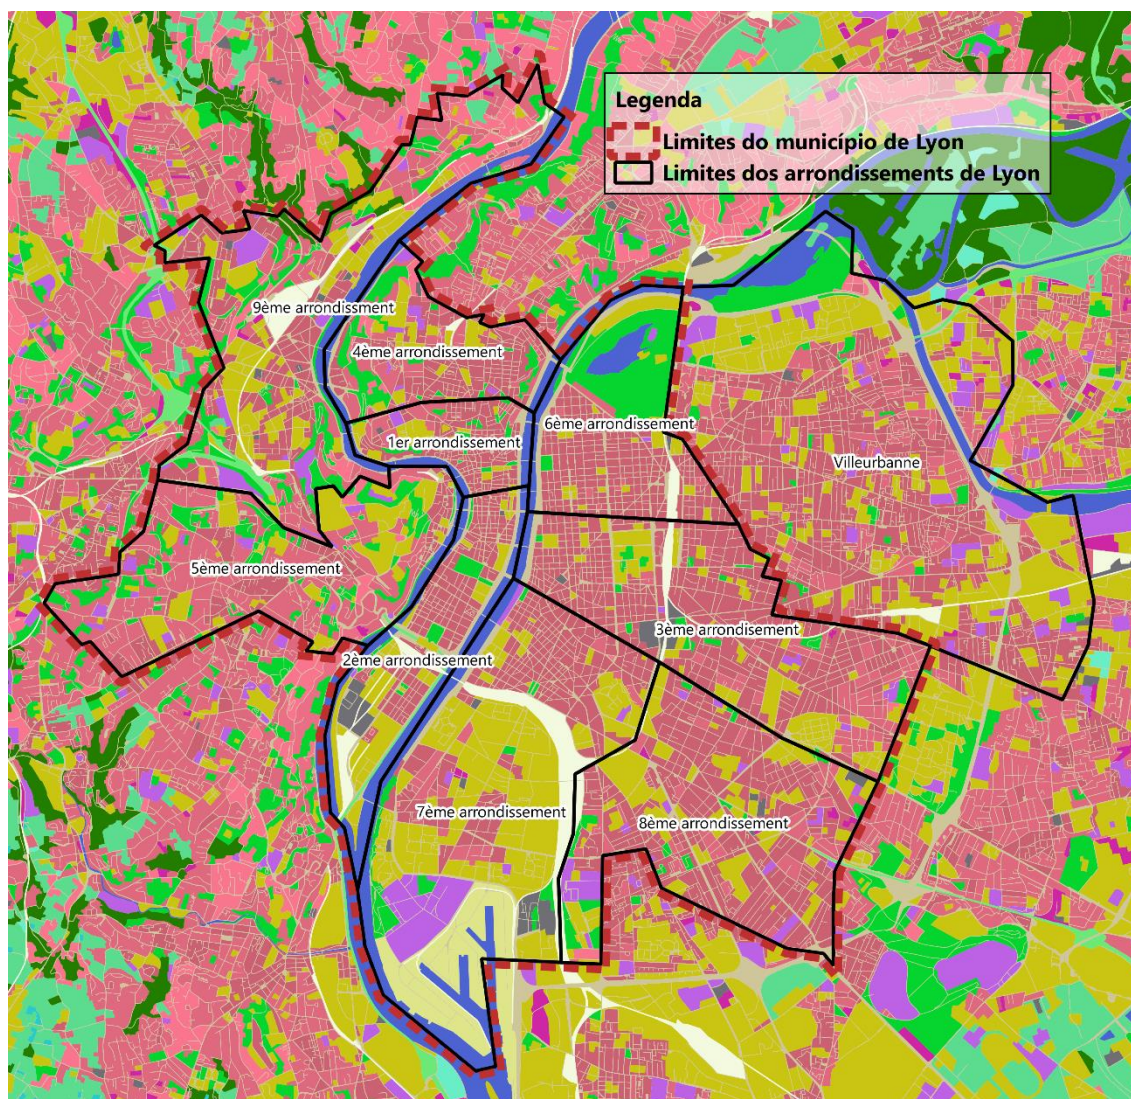 Legenda
Limites do município de Lyon
Limites dos arrondissements de Lyon
9ème arrondissment
4ème arrondissement
6ème arrondissement
1er arrondissement
Villeurbanne
5ème arrondissement
3ème arrondisement
2ème arrondissement
7ème arrondissement
8ème arrondissement